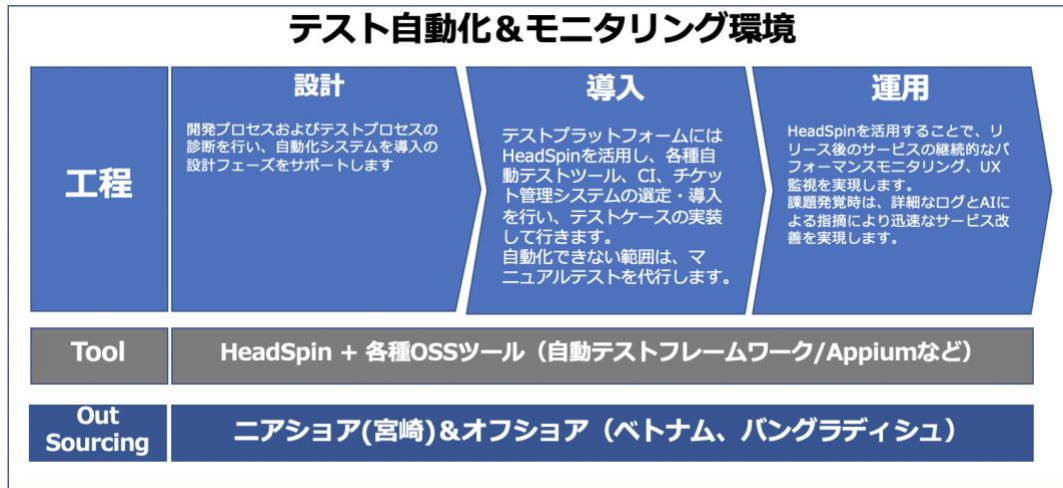 テスト自動化＆モニタリング環境
工程
設計
開発プロセスおよびテストプロセスの
診断を行い、自動化システムを導入の
設計フェーズをサポートします
導入
テストプラットフォームには
HeadSpinを活用し、各種自
動テストツール、CI、チケッ
ト管理システムの選定・導入
を行い、テストケースの実装
して行きます。
自動化できない範囲は、マ
ニュアルテストを代行します。
運用
HeadSpinを活用することで、リ
リース後のサービスの継続的なパ
フォーマンスモニタリング、UX
監視を実現します。
課題発覚時は、詳細なログとAIに
よる指摘により迅速なサービス改
善を実現します。
Tool
HeadSpin + 各種OSSツール（自動テストフレームワーク/Appiumなど）
Out
Sourcing
ニアショア(宮崎)&オフショア（ベトナム、バングラディシュ）